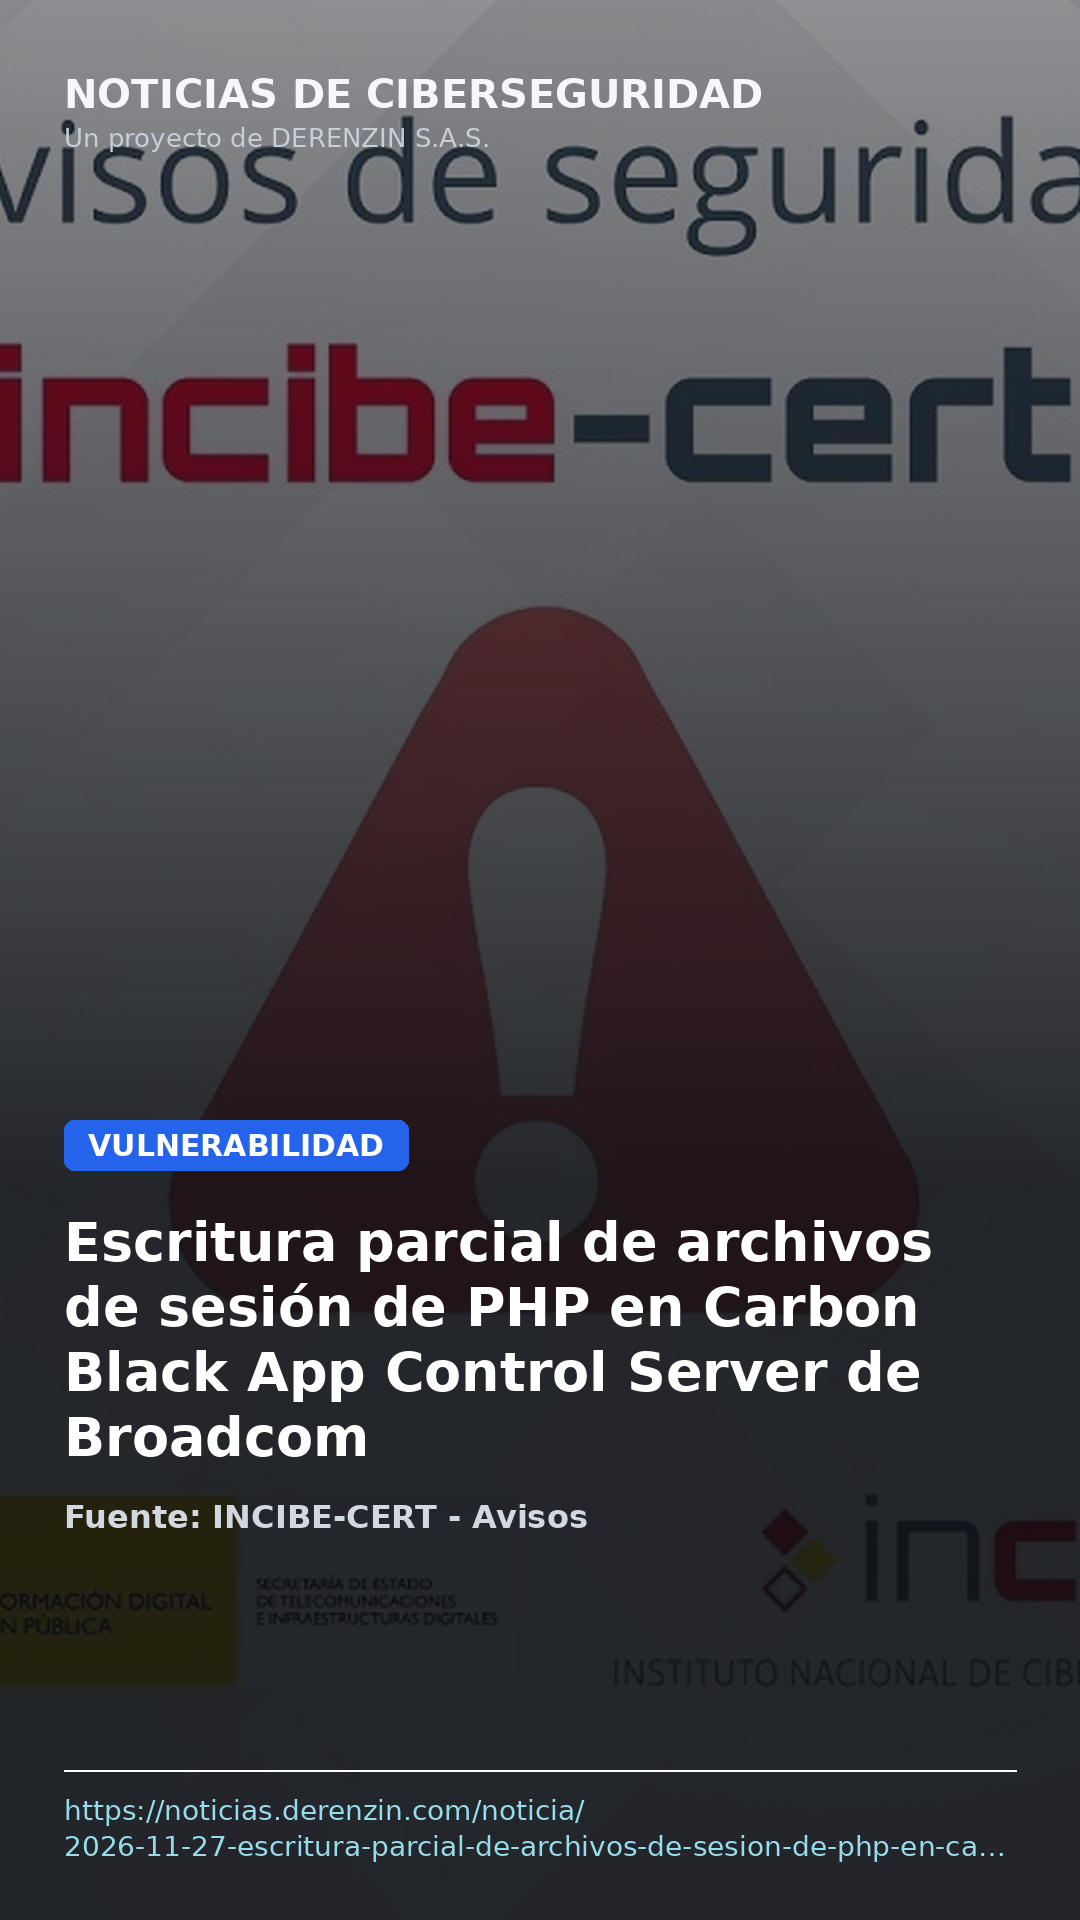 NOTICIAS DE CIBERSEGURIDAD
Un proyecto de DERENZIN S.A.S.
visos de segurida
incibe-cert
VULNERABILIDAD
Escritura parcial de archivos
de sesión de PHP en Carbon
Black App Control Server de
Broadcom
Fuente: INCIBE-CERT - Avisos
ORMACIÓN DIGITAL
N PÚBLICA
SECRETARÍA DE ESTADO
DE TELECOMUNICACIONES
E INFRAESTRUCTURAS DIGITALES
inc
INSTITUTO NACIONAL DE CIB
https://noticias.derenzin.com/noticia/
2026-11-27-escritura-parcial-de-archivos-de-sesion-de-php-en-ca...